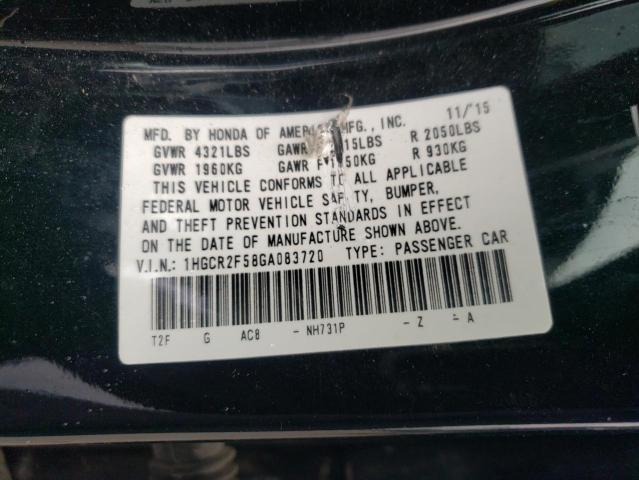 11/'15
MFD. BY HONDA OF AMERICA MFG., INC.
GVWR 4321LBS GAWR 15LBS R 2050LBS
GVWR 1960KG GAWR F 50KG R 930KG
THIS VEHICLE CONFORMS TO ALL APPLICABLE
FEDERAL MOTOR VEHICLE SAFETY, BUMPER,
AND THEFT PREVENTION STANDARDS IN EFFECT
ON THE DATE OF MANUFACTURE SHOWN ABOVE.
V.I.N.: 1HGCR2F58GA083720 TYPE: PASSENGER CAR
T2F G AC8 - NH731P - Z - A